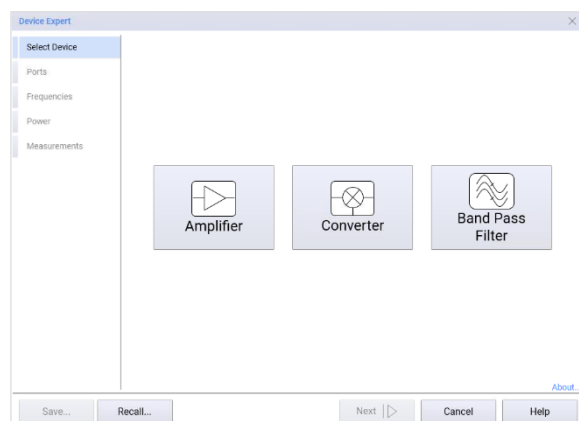 Device Expert
Select Device
Ports
Frequencies
Power
Measurements
Amplifier
Converter
Band Pass
Filter
About...
Save...
Recall...
Next
Cancel
Help